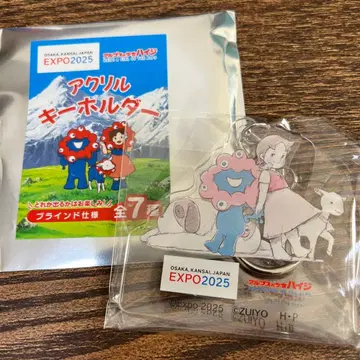 OSAKA, KANSAI, JAPAN
EXPO2025
アルプスの少女ハイジ
アクリル
キーホルダー
どれが出るかはお楽しみ
ブラインド仕様
全7種
OSAKA, KANSAI, JAPAN
EXPO2025
アルプスの少女ハイジ
EXPO 2025
©ZUIYO
H・P